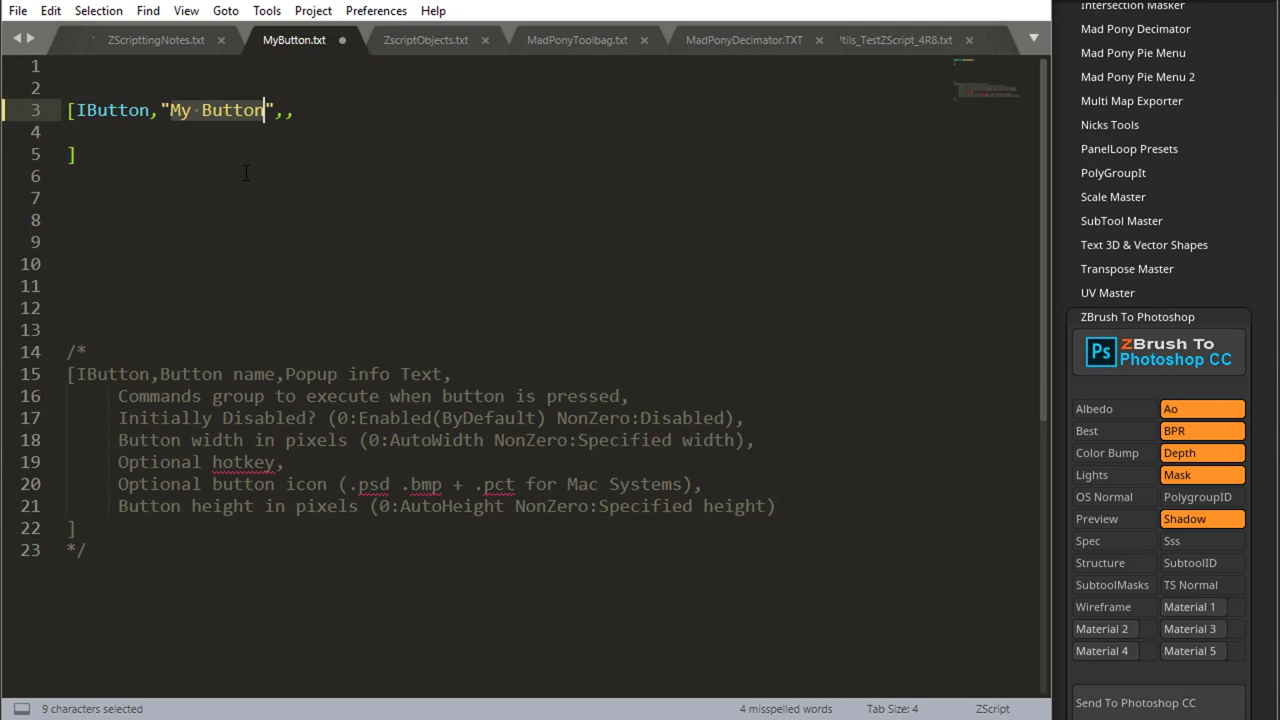 File Edit Selection Find View Goto Tools Project Preferences Help
ZScripttingNotes.txt × MyButton.txt ZscriptObjects.txt × MadPonyToolbag.txt × MadPonyDecimator.TXT × tils_TestZScript_4R8.txt ×
1
2
3 [IButton,"My Button",,
4
5 ]
6
7
8
9
10
11
12
13
14 /*
15 [IButton,Button name,Popup info Text,
16 Commands group to execute when button is pressed,
17 Initially Disabled? (0:Enabled(ByDefault) NonZero:Disabled),
18 Button width in pixels (0:AutoWidth NonZero:Specified width),
19 Optional hotkey,
20 Optional button icon (.psd .bmp + .pct for Mac Systems),
21 Button height in pixels (0:AutoHeight NonZero:Specified height)
22 ]
23 */
9 characters selected 4 misspelled words Tab Size: 4 ZScript
Intersection Masker
Mad Pony Decimator
Mad Pony Pie Menu
Mad Pony Pie Menu 2
Multi Map Exporter
Nicks Tools
PanelLoop Presets
PolyGroupIt
Scale Master
SubTool Master
Text 3D & Vector Shapes
Transpose Master
UV Master
ZBrush To Photoshop
Ps ZBrush To
Photoshop CC
Albedo Ao
Best BPR
Color Bump Depth
Lights Mask
OS Normal PolygroupID
Preview Shadow
Spec Sss
Structure SubtoolID
SubtoolMasks TS Normal
Wireframe Material 1
Material 2 Material 3
Material 4 Material 5
Send To Photoshop CC